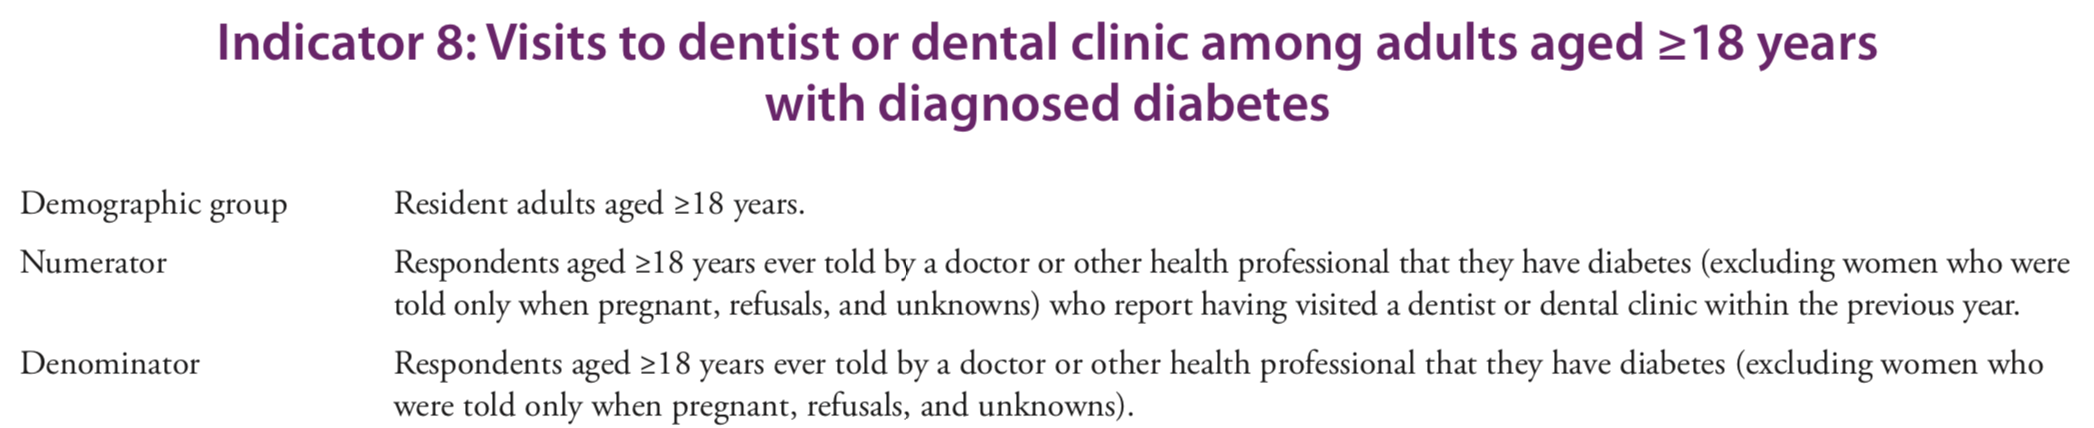 Indicator 8: Visits to dentist or dental clinic among adults aged ≥18 years
with diagnosed diabetes
Demographic group Resident adults aged ≥18 years.
Numerator Respondents aged ≥18 years ever told by a doctor or other health professional that they have diabetes (excluding women who were
told only when pregnant, refusals, and unknowns) who report having visited a dentist or dental clinic within the previous year.
Denominator Respondents aged ≥18 years ever told by a doctor or other health professional that they have diabetes (excluding women who
were told only when pregnant, refusals, and unknowns).